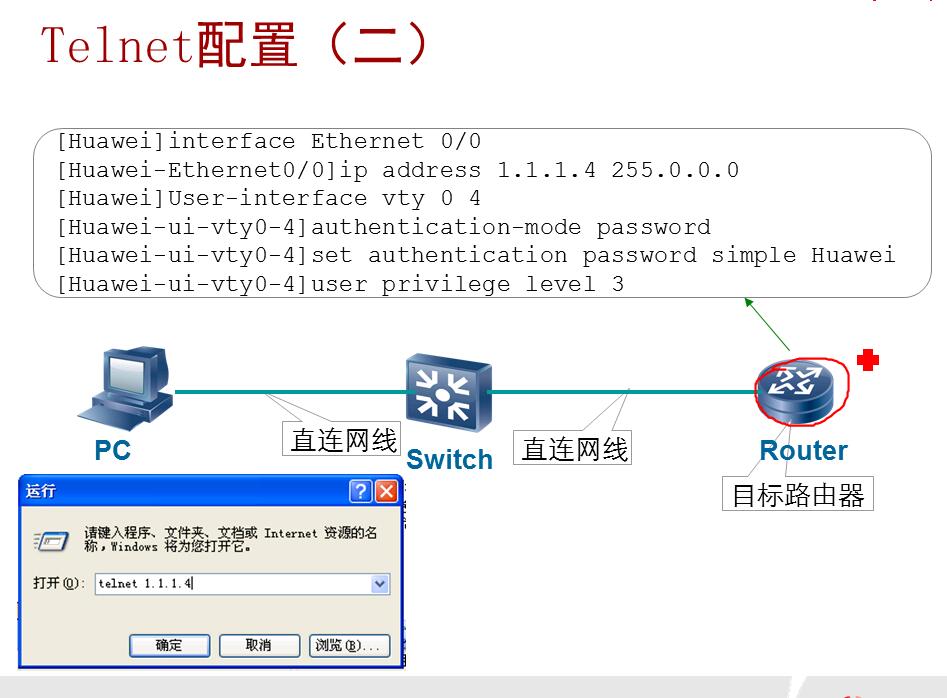 Telnet配置（二）
[Huawei]interface Ethernet 0/0
[Huawei-Ethernet0/0]ip address 1.1.1.4 255.0.0.0
[Huawei]User-interface vty 0 4
[Huawei-ui-vty0-4]authentication-mode password
[Huawei-ui-vty0-4]set authentication password simple Huawei
[Huawei-ui-vty0-4]user privilege level 3
直连网线
直连网线
PC
Switch
Router
目标路由器
运行
请键入程序、文件夹、文档或 Internet 资源的名
称，Windows 将为您打开它。
打开(O):
telnet 1.1.1.4
确定
取消
浏览(B)...